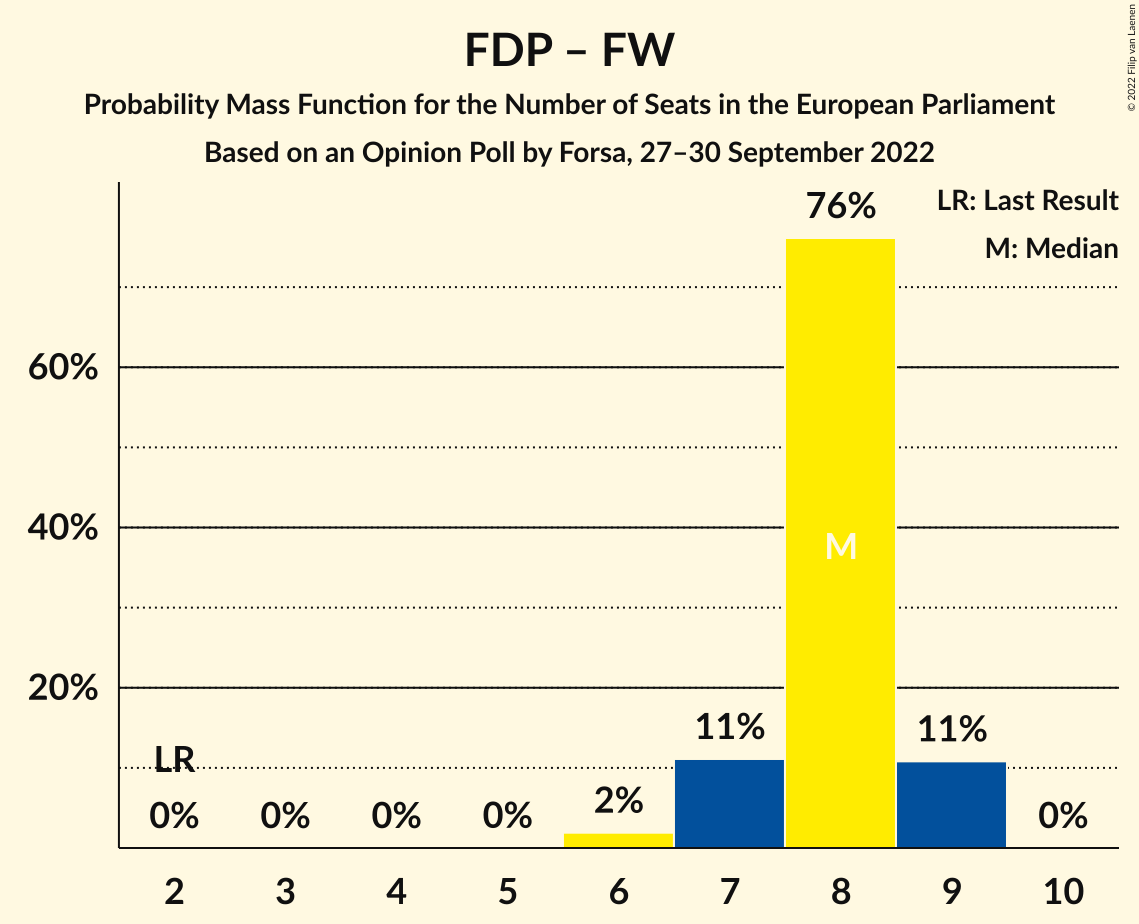 FDP – FW
Probability Mass Function for the Number of Seats in the European Parliament
Based on an Opinion Poll by Forsa, 27–30 September 2022
© 2022 Filip van Laenen
LR: Last Result
M: Median
76%
60%
40%
M
20%
11%
11%
LR
2%
0%
0%
0%
0%
0%
2 3 4 5 6 7 8 9 10